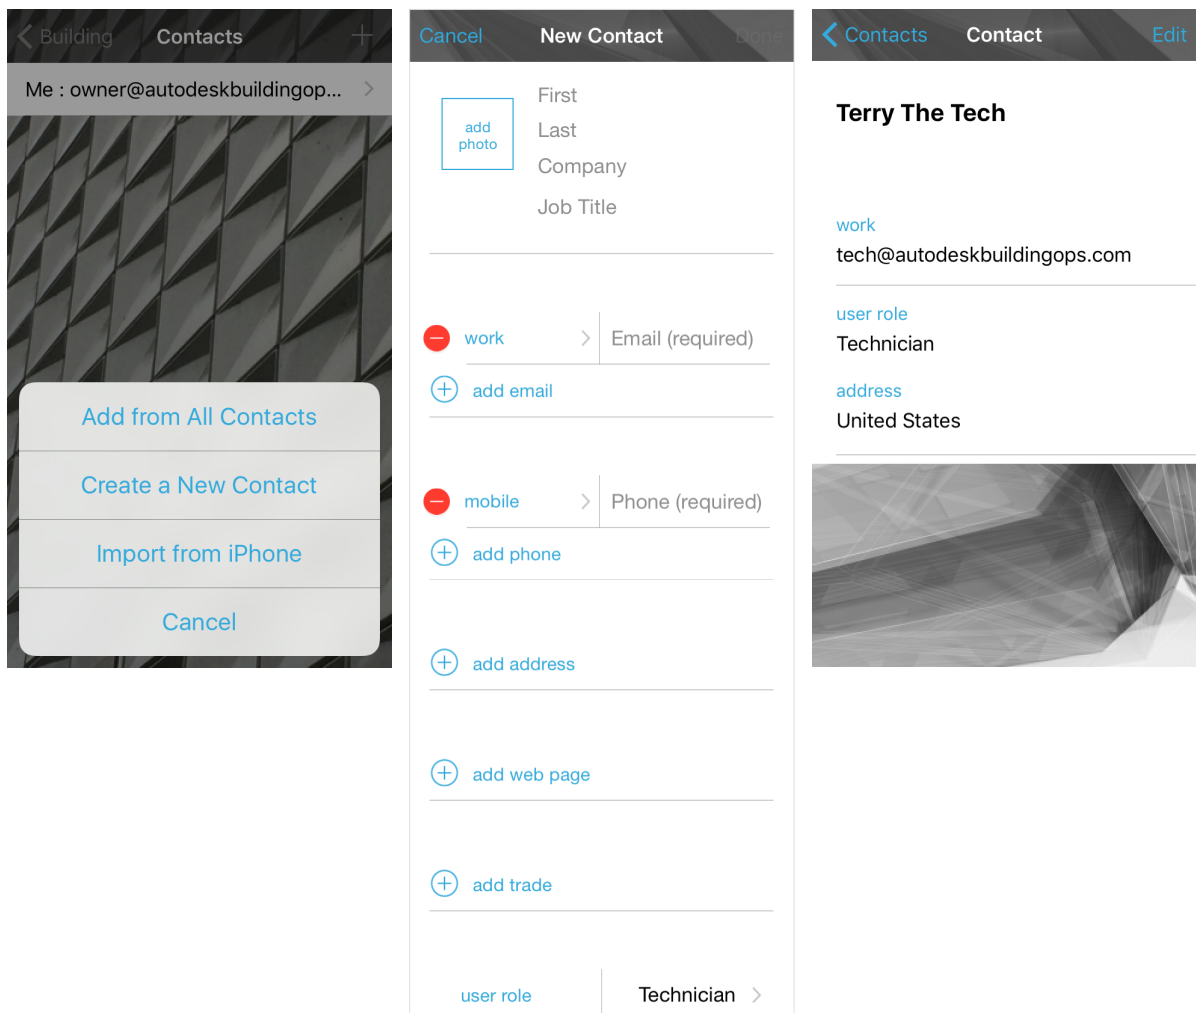 Building
Contacts
Me : owner@autodeskbuildingop...
Add from All Contacts
Create a New Contact
Import from iPhone
Cancel
Cancel
New Contact
Done
add
photo
First
Last
Company
Job Title
work
Email (required)
add email
mobile
Phone (required)
add phone
add address
add web page
add trade
user role
Technician
Contacts
Contact
Edit
Terry The Tech
work
tech@autodeskbuildingops.com
user role
Technician
address
United States